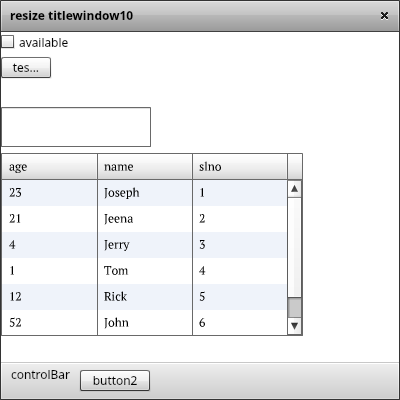 resize titlewindow10
available
tes...
age name slno
23 Joseph 1
21 Jeena 2
4 Jerry 3
1 Tom 4
12 Rick 5
52 John 6
controlBar button2